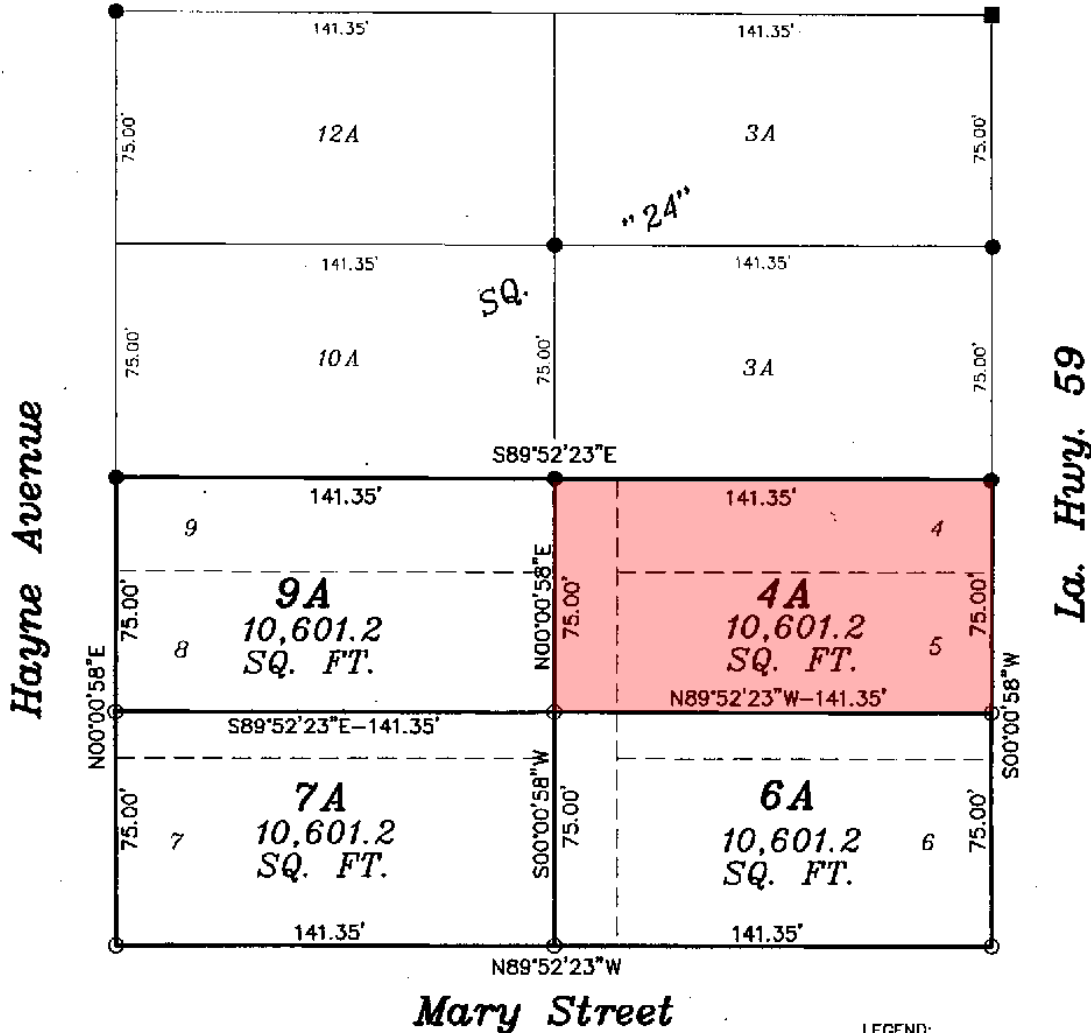 141.35'
141.35'
75.00'
12A
3A
75.00'
SQ. "24"
141.35'
141.35'
75.00'
10A
75.00'
3A
75.00'
Hayne Avenue
La. Hwy. 59
S89°52'23"E
141.35'
141.35'
9
4
75.00'
9A
10,601.2
SQ. FT.
8
N00°00'58"E
75.00'
4A
10,601.2
SQ. FT.
5
75.00'
N00°00'58"E
S89°52'23"E-141.35'
N89°52'23"W-141.35'
S00°00'58"W
75.00'
7A
10,601.2
SQ. FT.
7
S00°00'58"W
75.00'
6A
10,601.2
SQ. FT.
6
75.00'
141.35'
141.35'
N89°52'23"W
Mary Street
LEGEND: